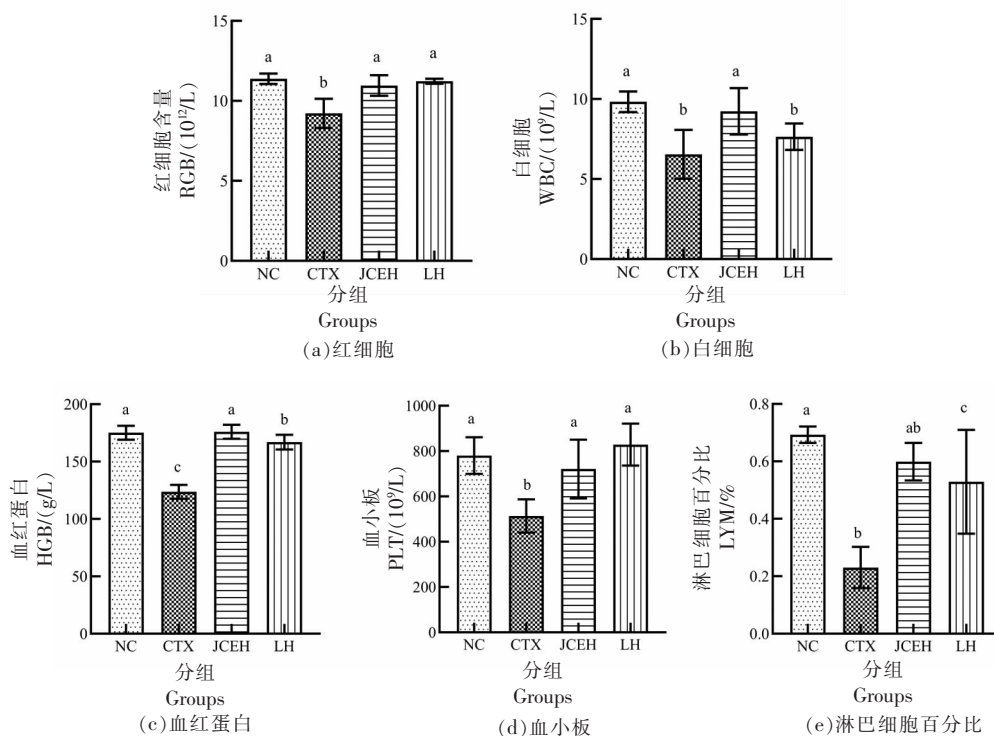 15
10
5
0
红细胞含量
RGB/(10¹²/L)
a
b
a
a
NC CTX JCEH LH
分组
Groups
(a)红细胞
15
10
5
0
白细胞
WBC/(10⁹/L)
a
b
a
b
NC CTX JCEH LH
分组
Groups
(b)白细胞
200
150
100
50
0
血红蛋白
HGB/(g/L)
a
c
a
b
NC CTX JCEH LH
分组
Groups
(c)血红蛋白
1000
800
600
400
200
0
血小板
PLT/(10⁹/L)
a
b
a
a
NC CTX JCEH LH
分组
Groups
(d)血小板
0.8
0.6
0.4
0.2
0.0
淋巴细胞百分比
LYM/%
a
b
ab
c
NC CTX JCEH LH
分组
Groups
(e)淋巴细胞百分比